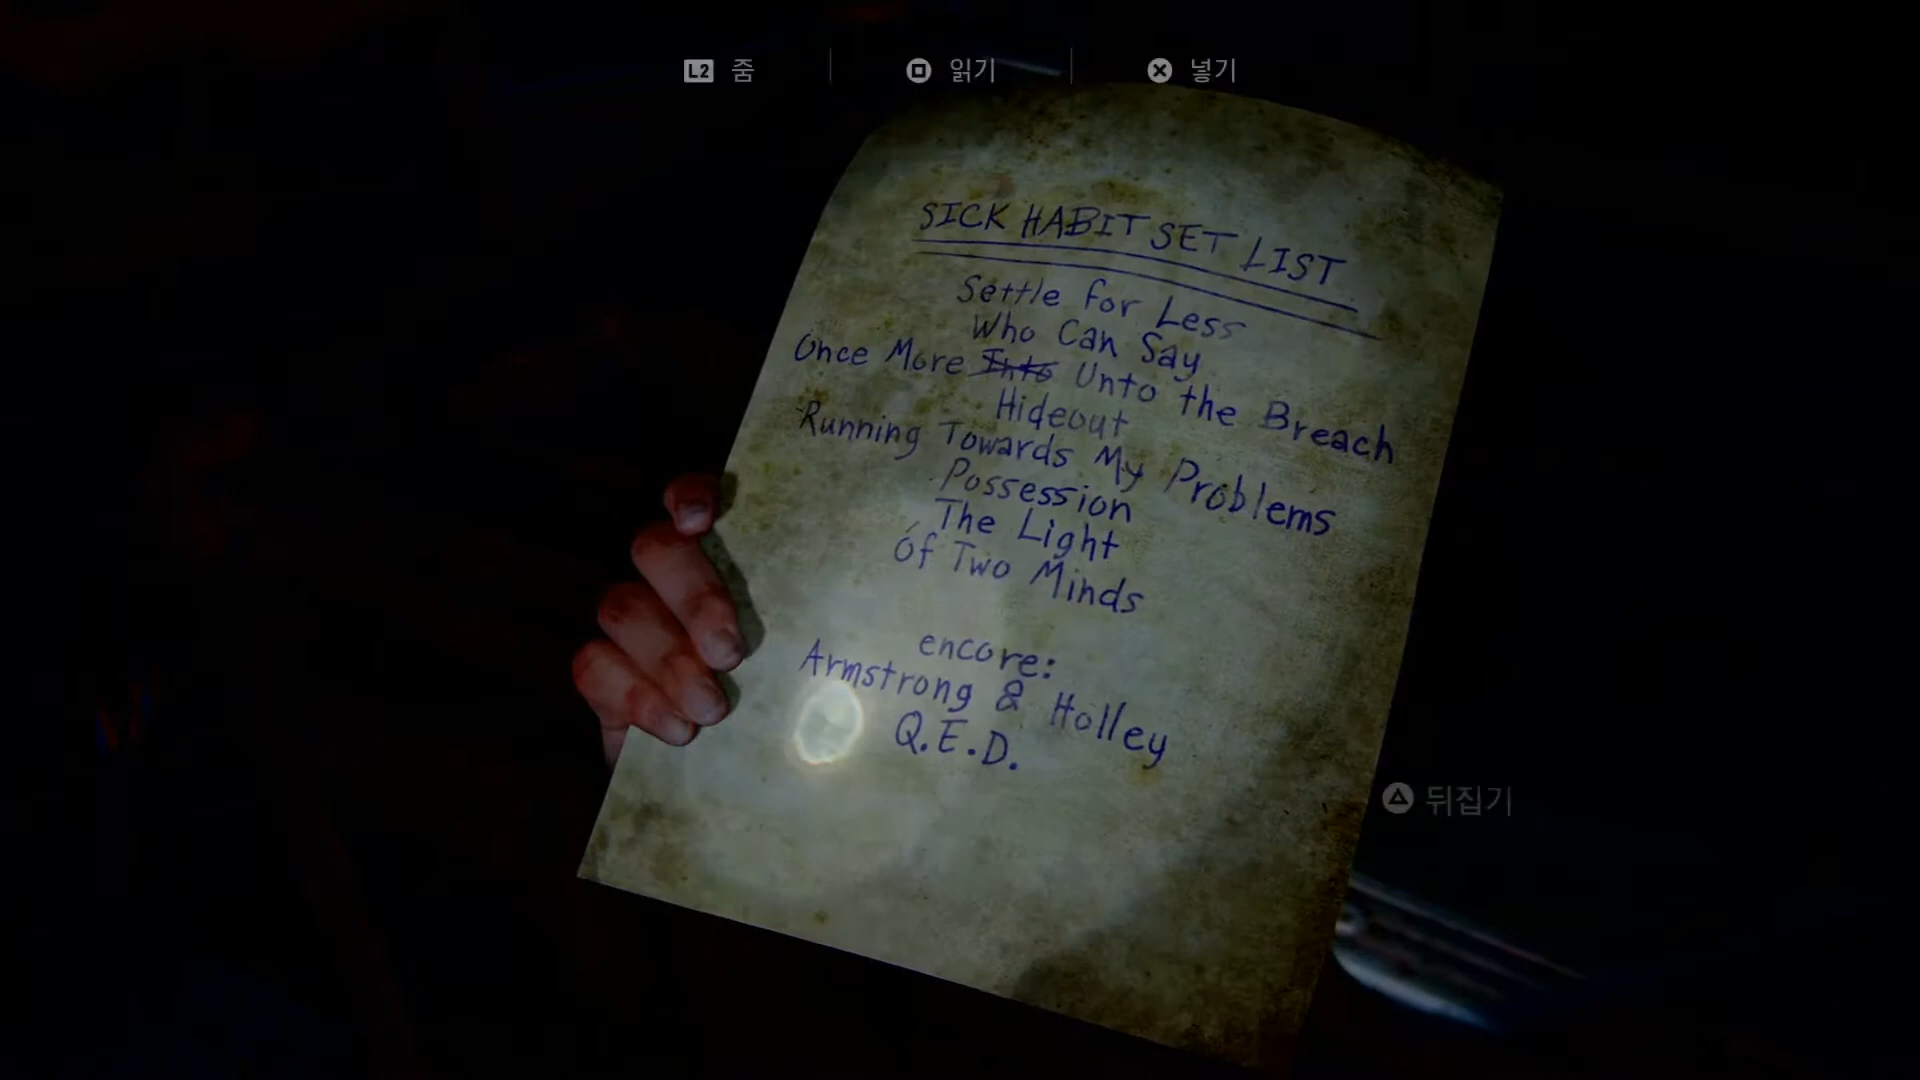 L2 줌
읽기
넣기
SICK HABIT SET LIST
Settle for Less
Who Can Say
Once More Into Unto the Breach
Hideout
Running Towards My Problems
Possession
The Light
Of Two Minds
encore:
Armstrong & Holley
Q.E.D.
뒤집기